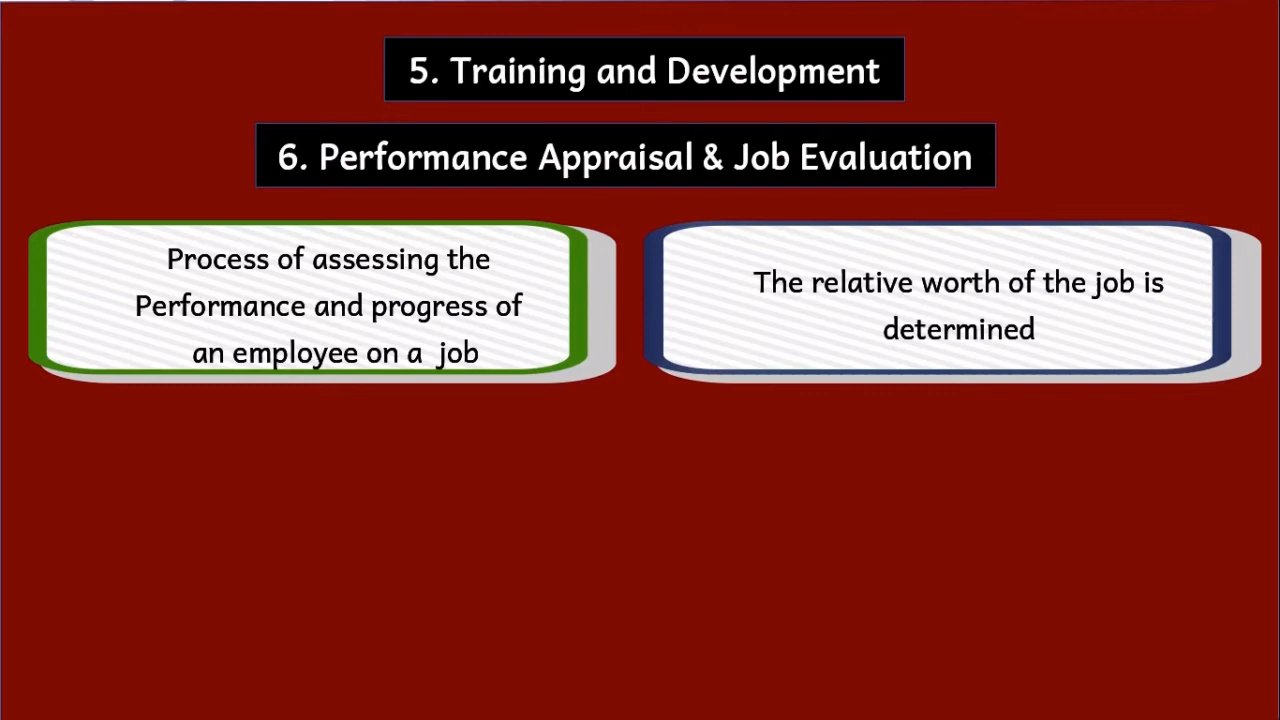 5. Training and Development
6. Performance Appraisal & Job Evaluation
Process of assessing the
Performance and progress of
an employee on a  job
The relative worth of the job is
determined